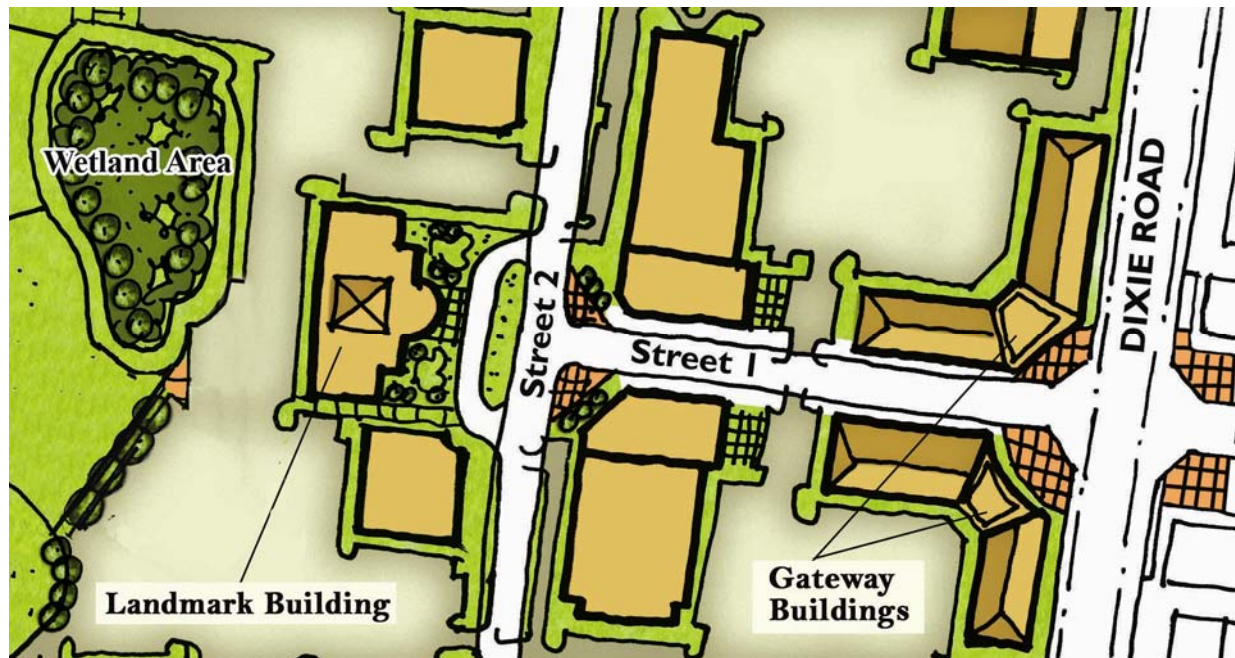 Wetland Area
Street 2
Street 1
DIXIE ROAD
Landmark Building
Gateway
Buildings